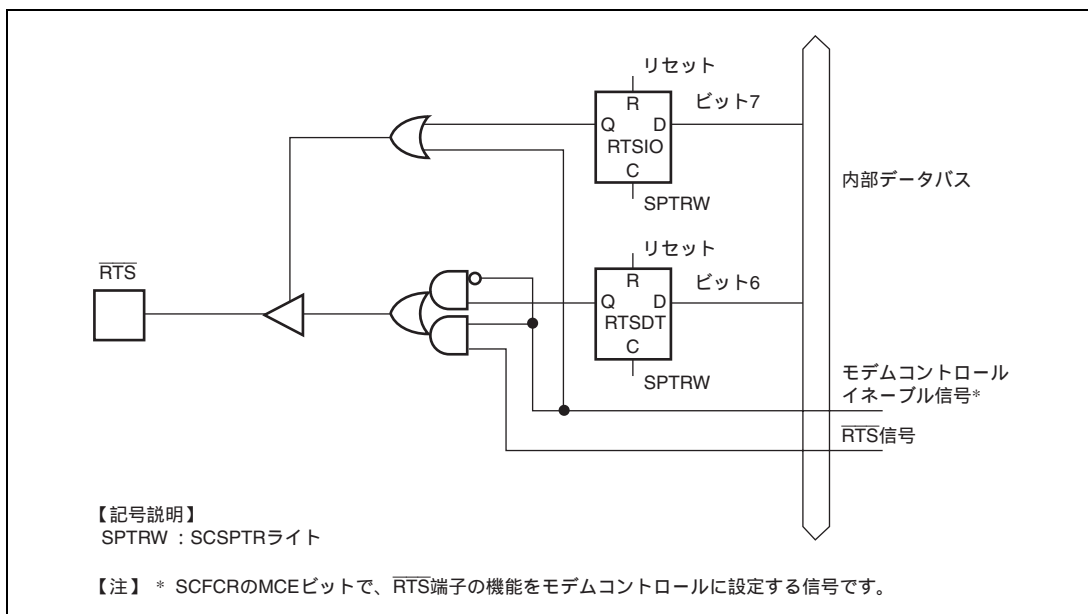 リセット
R
ビット7
Q D
RTSIO
C
SPTRW
内部データバス
リセット
R
ビット6
Q D
RTSDT
C
SPTRW
RTS
モデムコントロール
イネーブル信号*
RTS信号
【記号説明】
SPTRW : SCSPTRライト
【注】 * SCFCRのMCEビットで、RTS端子の機能をモデムコントロールに設定する信号です。